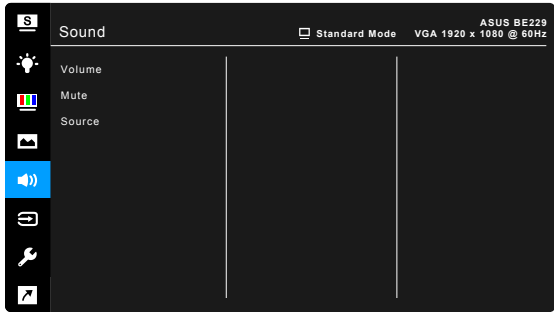 S
Sound
Standard Mode
ASUS BE229
VGA 1920 x 1080 @ 60Hz
Volume
Mute
Source